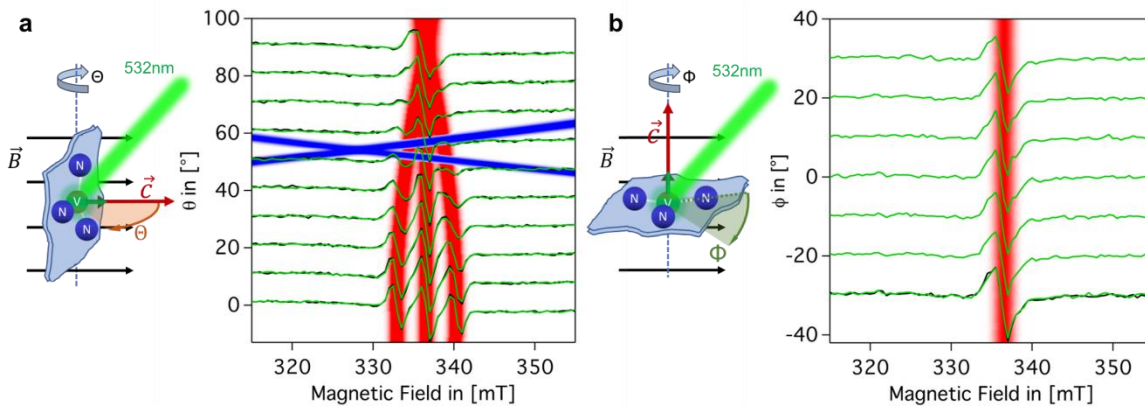 a
Θ
532nm
B
c
N
V
N
N
Θ
θ in [°]
100
80
60
40
20
0
320
330
340
350
Magnetic Field in [mT]
b
Φ
532nm
c
B
N
V
N
N
Φ
ϕ in [°]
40
20
0
-20
-40
320
330
340
350
Magnetic Field in [mT]